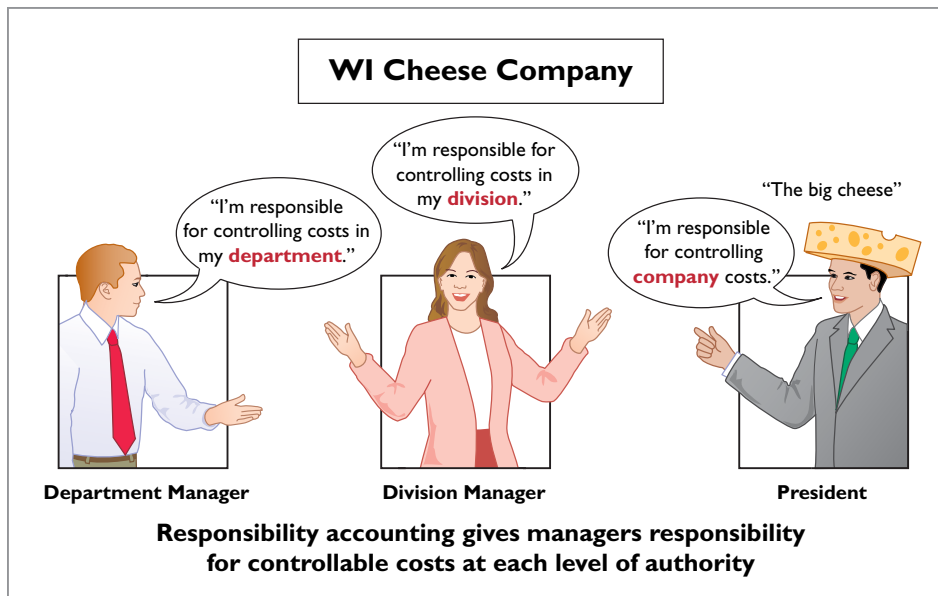 WI Cheese Company
“I’m responsible
for controlling costs in
my department.”
“I’m responsible for
controlling costs in
my division.”
“The big cheese”
“I’m responsible
for controlling
company costs.”
Department Manager
Division Manager
President
Responsibility accounting gives managers responsibility
for controllable costs at each level of authority